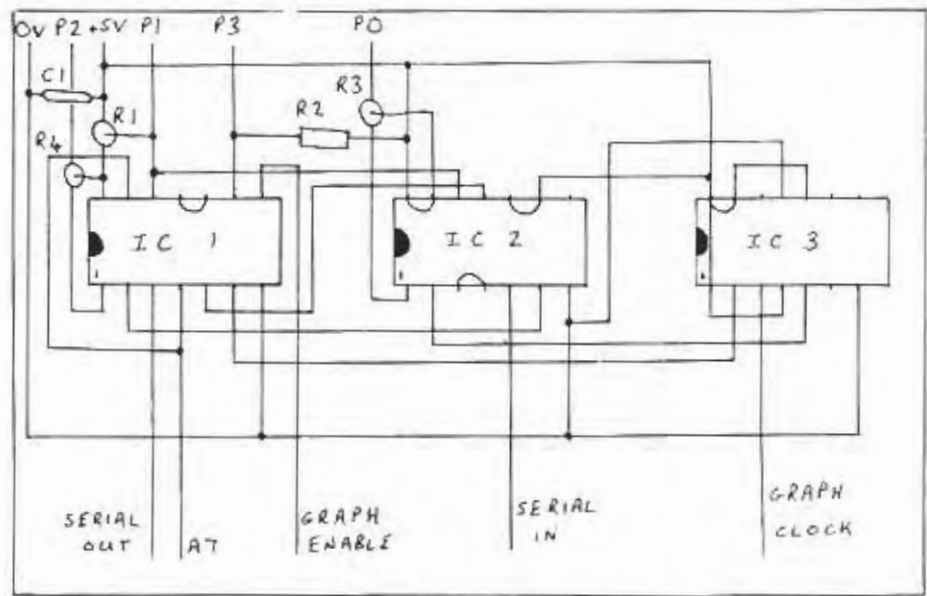 0V P2 +5V P1 P3 P0
C1
R1
R2
R3
R4
IC 1
IC 2
IC 3
1
SERIAL
OUT
A7
GRAPH
ENABLE
SERIAL
IN
GRAPH
CLOCK